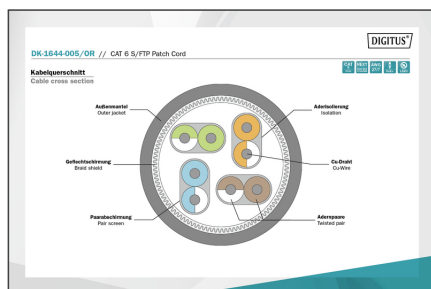 DIGITUS®
DK-1644-005/OR // CAT 6 S/FTP Patch Cord
Kabelquerschnitt
Cable cross section
Außenmantel
Outer jacket
Aderisolierung
Isolation
Geflechtschirmung
Braid shield
Cu-Draht
Cu-Wire
Paarabschirmung
Pair screen
Adernpaare
Twisted pair